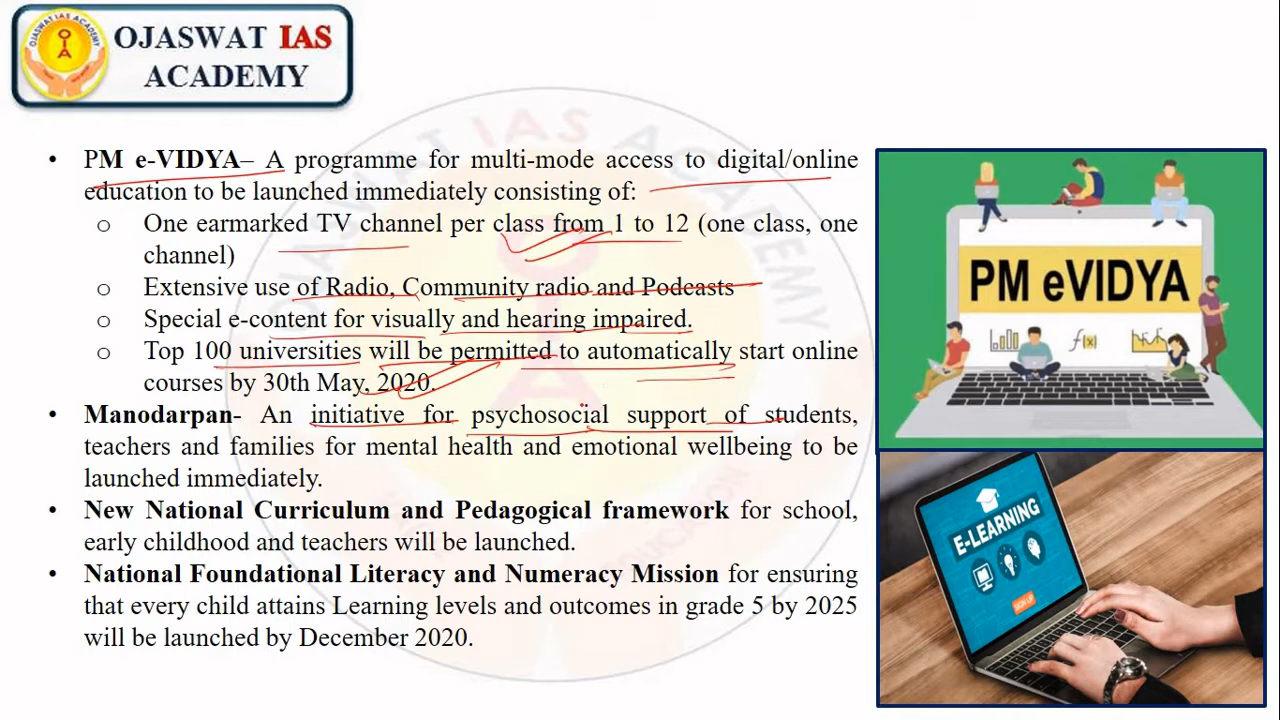 OJASWAT IAS
ACADEMY
OJASWAT IAS ACADEMY
• PM e-VIDYA– A programme for multi-mode access to digital/online
education to be launched immediately consisting of:
o One earmarked TV channel per class from 1 to 12 (one class, one
channel)
o Extensive use of Radio, Community radio and Podcasts
o Special e-content for visually and hearing impaired.
o Top 100 universities will be permitted to automatically start online
courses by 30th May, 2020.
• Manodarpan- An initiative for psychosocial support of students,
teachers and families for mental health and emotional wellbeing to be
launched immediately.
• New National Curriculum and Pedagogical framework for school,
early childhood and teachers will be launched.
• National Foundational Literacy and Numeracy Mission for ensuring
that every child attains Learning levels and outcomes in grade 5 by 2025
will be launched by December 2020.
PM eVIDYA
f(x)
E-LEARNING
SIGN UP